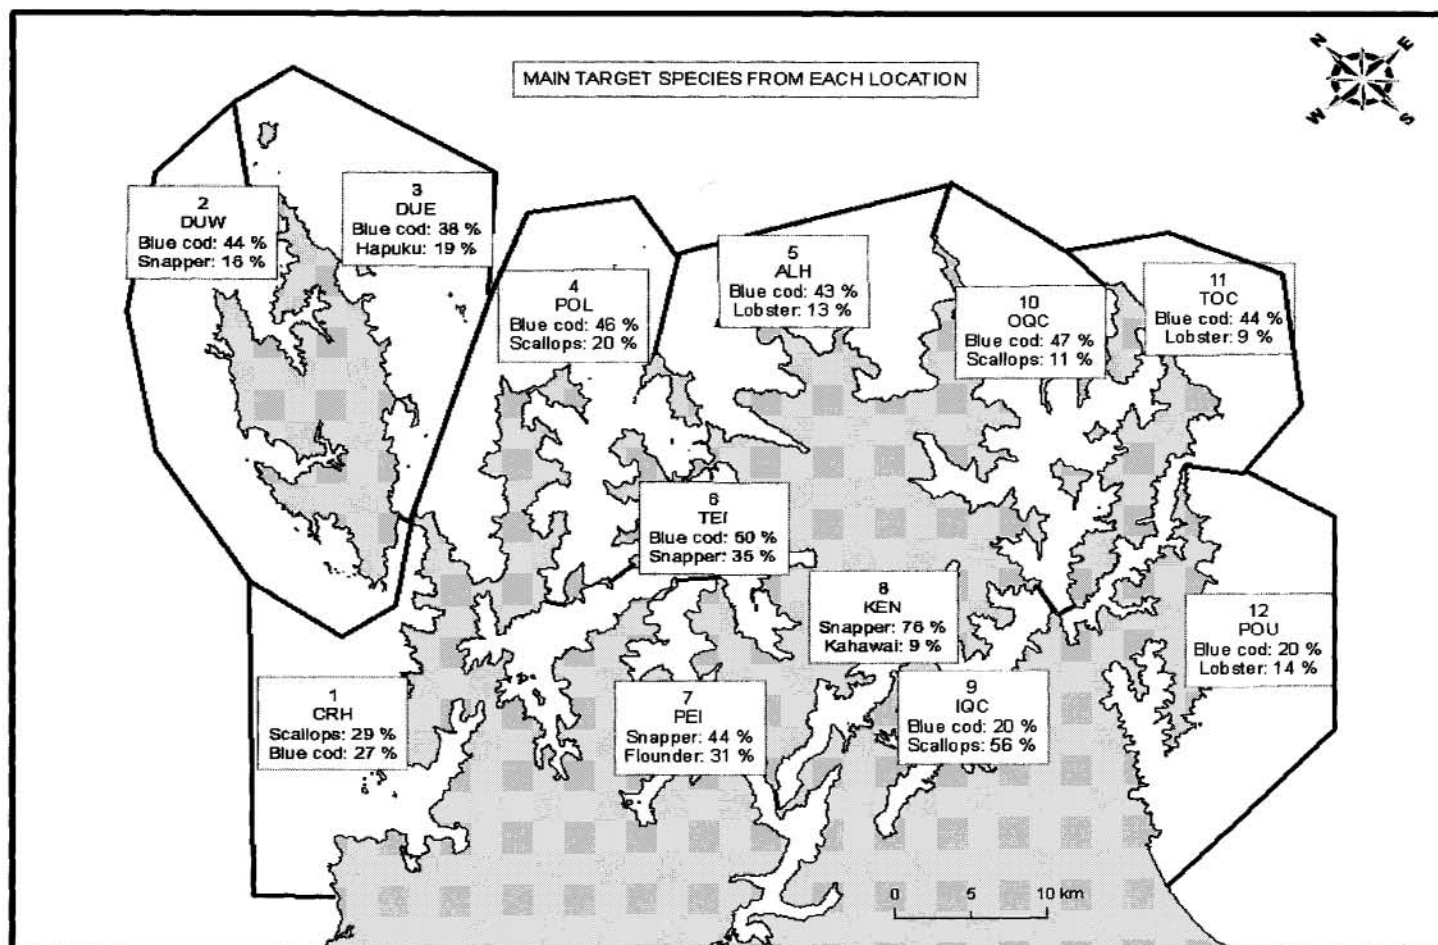 MAIN TARGET SPECIES FROM EACH LOCATION
N
E
W
S
2
DUW
Blue cod: 44 %
Snapper: 16 %
3
DUE
Blue cod: 38 %
Hapuku: 19 %
4
POL
Blue cod: 46 %
Scallops: 20 %
5
ALH
Blue cod: 43 %
Lobster: 13 %
10
OQC
Blue cod: 47 %
Scallops: 11 %
11
TOC
Blue cod: 44 %
Lobster: 9 %
6
TEI
Blue cod: 50 %
Snapper: 35 %
8
KEN
Snapper: 76 %
Kahawai: 9 %
12
POU
Blue cod: 20 %
Lobster: 14 %
1
CRH
Scallops: 29 %
Blue cod: 27 %
7
PEI
Snapper: 44 %
Flounder: 31 %
9
IQC
Blue cod: 20 %
Scallops: 56 %
0 5 10 km